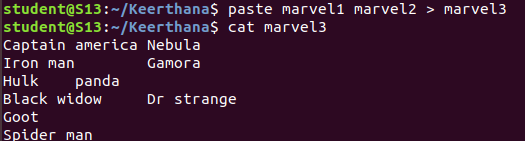 student@S13:~/Keerthana$ paste marvel1 marvel2 > marvel3
student@S13:~/Keerthana$ cat marvel3
Captain america Nebula
Iron man        Gamora
Hulk    panda
Black widow     Dr strange
Goot
Spider man